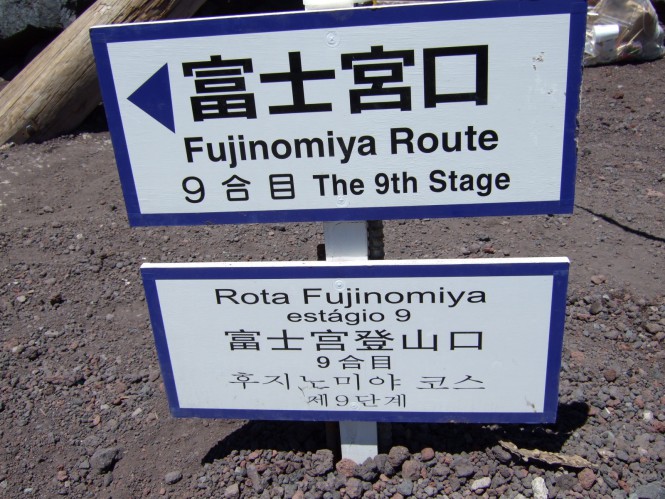 富士宮口
Fujinomiya Route
9合目 The 9th Stage
Rota Fujinomiya
estágio 9
富士宫登山口
9合目
후지노미야 코스
제9단계